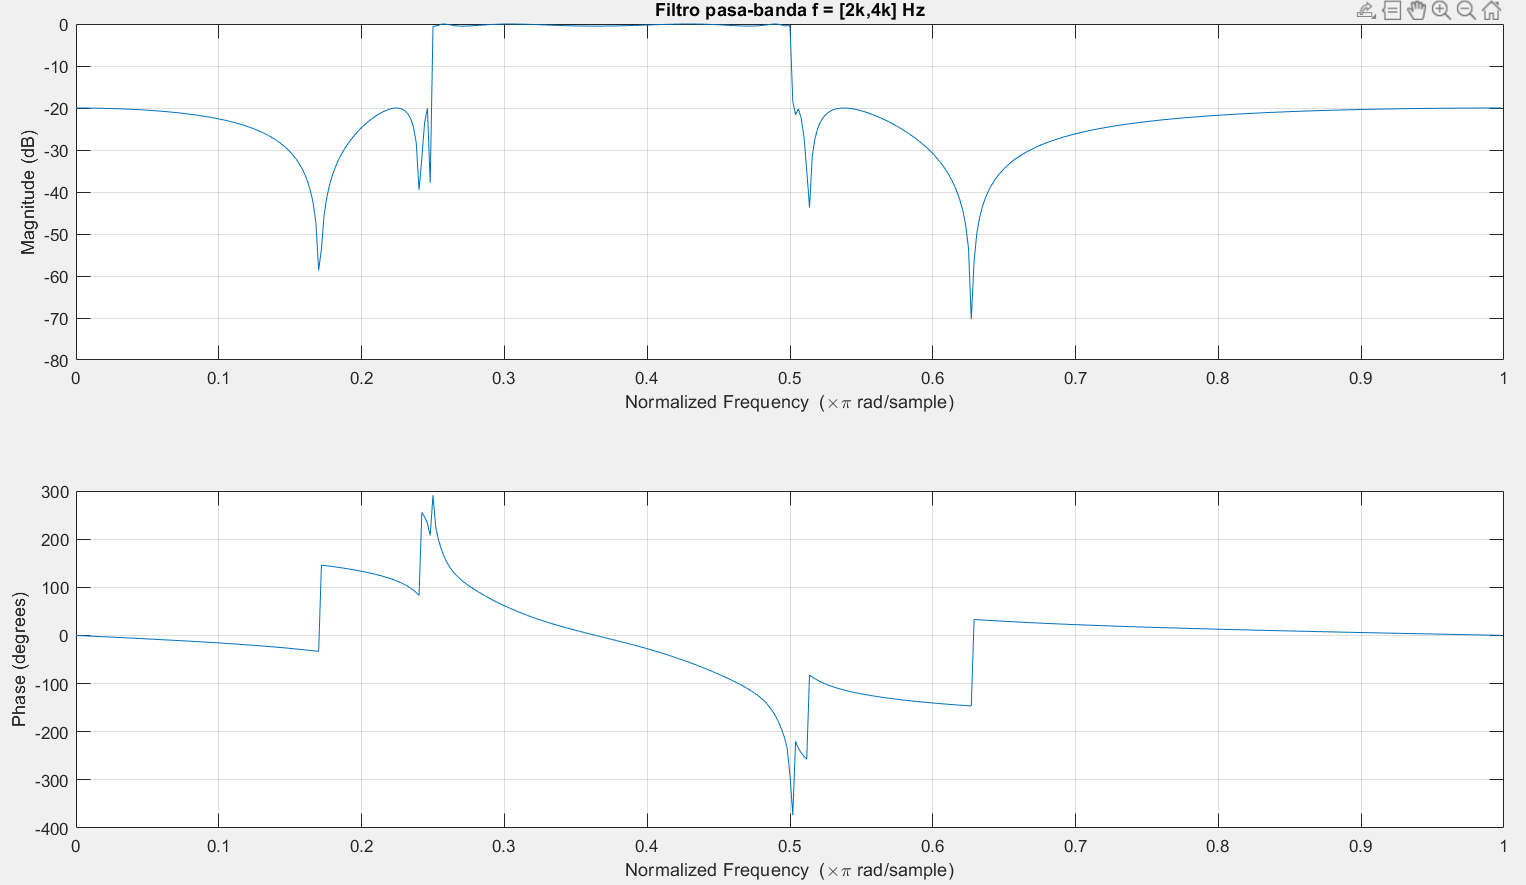 Filtro pasa-banda f = [2k,4k] Hz
0
-10
-20
-30
-40
-50
-60
-70
-80
Magnitude (dB)
0 0.1 0.2 0.3 0.4 0.5 0.6 0.7 0.8 0.9 1
Normalized Frequency (×π rad/sample)
300
200
100
0
-100
-200
-300
-400
Phase (degrees)
0 0.1 0.2 0.3 0.4 0.5 0.6 0.7 0.8 0.9 1
Normalized Frequency (×π rad/sample)